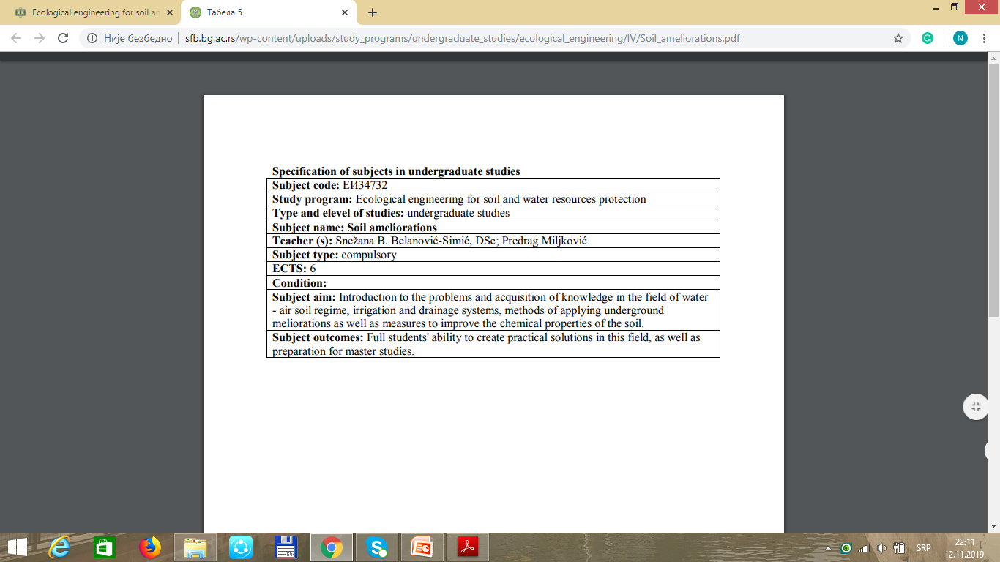 Ecological engineering for soil an
Табела 5
Није безбедно
sfb.bg.ac.rs/wp-content/uploads/study_programs/undergraduate_studies/ecological_engineering/IV/Soil_ameliorations.pdf
N
Specification of subjects in undergraduate studies
Subject code: ЕИ34732
Study program: Ecological engineering for soil and water resources protection
Type and elevel of studies: undergraduate studies
Subject name: Soil ameliorations
Teacher (s): Snežana B. Belanović-Simić, DSc; Predrag Miljković
Subject type: compulsory
ECTS: 6
Condition:
Subject aim: Introduction to the problems and acquisition of knowledge in the field of water
- air soil regime, irrigation and drainage systems, methods of applying underground
meliorations as well as measures to improve the chemical properties of the soil.
Subject outcomes: Full students' ability to create practical solutions in this field, as well as
preparation for master studies.
64
SRP
22:11
12.11.2019.